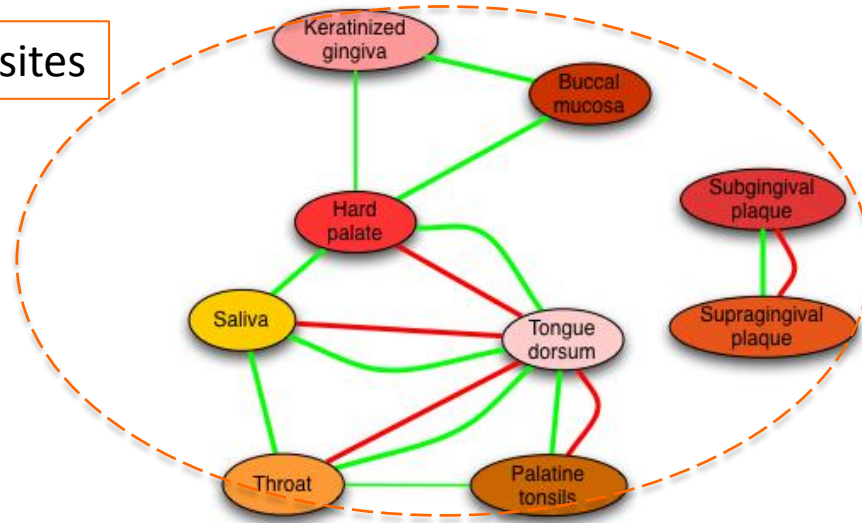 sites
Keratinized
gingiva
Buccal
mucosa
Subgingival
plaque
Hard
palate
Saliva
Tongue
dorsum
Supragingival
plaque
Throat
Palatine
tonsils